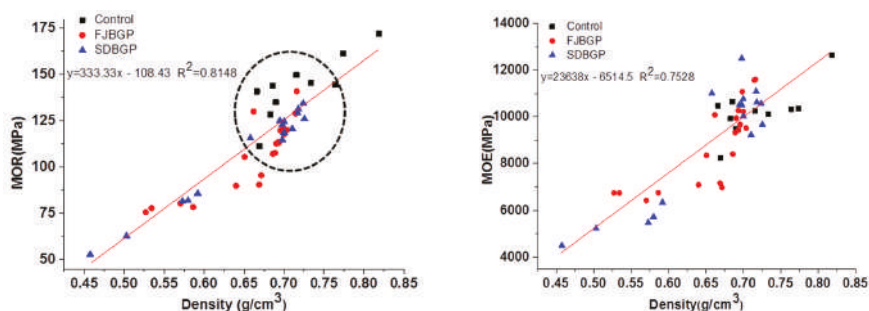 Control
FJBGP
SDBGP
y=333.33x - 108.43 R2=0.8148
175
150
125
100
75
50
MOR(MPa)
0.45 0.50 0.55 0.60 0.65 0.70 0.75 0.80 0.85
Density (g/cm3)
Control
FJBGP
SDBGP
y=23638x - 6514.5 R2=0.7528
14000
12000
10000
8000
6000
4000
MOE(MPa)
0.45 0.50 0.55 0.60 0.65 0.70 0.75 0.80 0.85
Density(g/cm3)